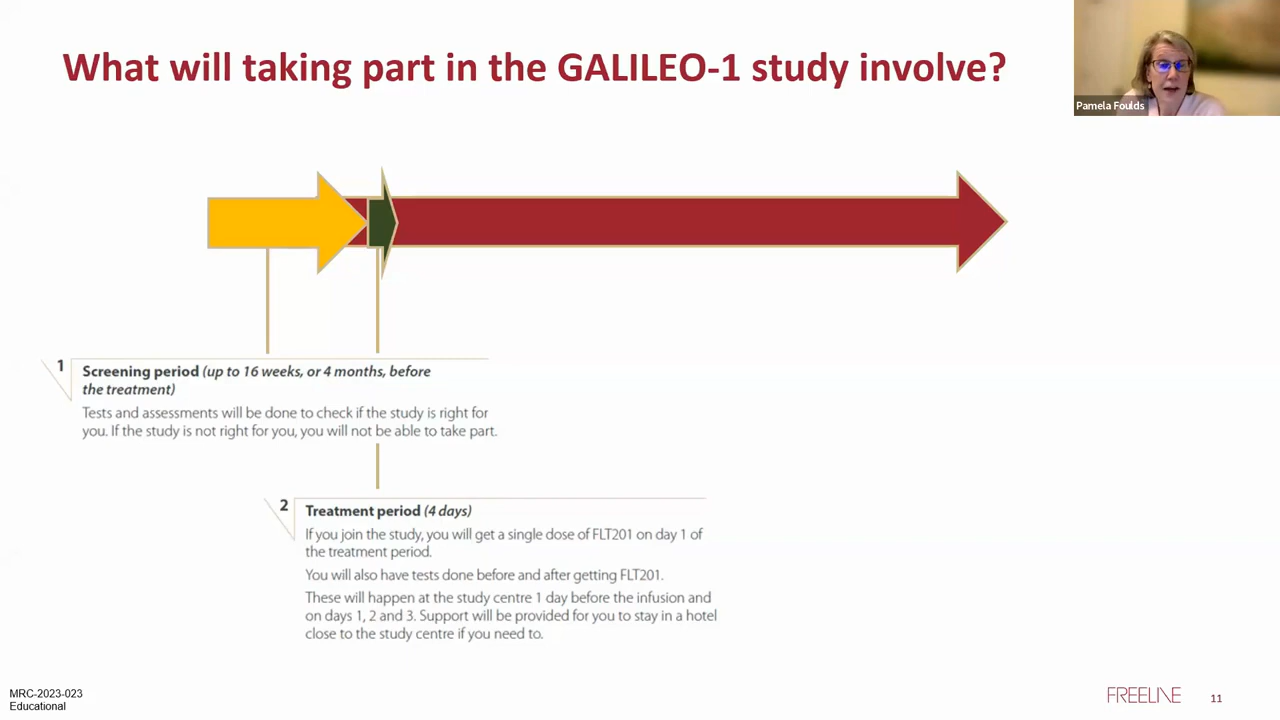 What will taking part in the GALILEO-1 study involve?
Pamela Foulds
1
Screening period (up to 16 weeks, or 4 months, before
the treatment)
Tests and assessments will be done to check if the study is right for
you. If the study is not right for you, you will not be able to take part.
2
Treatment period (4 days)
If you join the study, you will get a single dose of FLT201 on day 1 of
the treatment period.
You will also have tests done before and after getting FLT201.
These will happen at the study centre 1 day before the infusion and
on days 1, 2 and 3. Support will be provided for you to stay in a hotel
close to the study centre if you need to.
MRC-2023-023
Educational
FREELINE
11